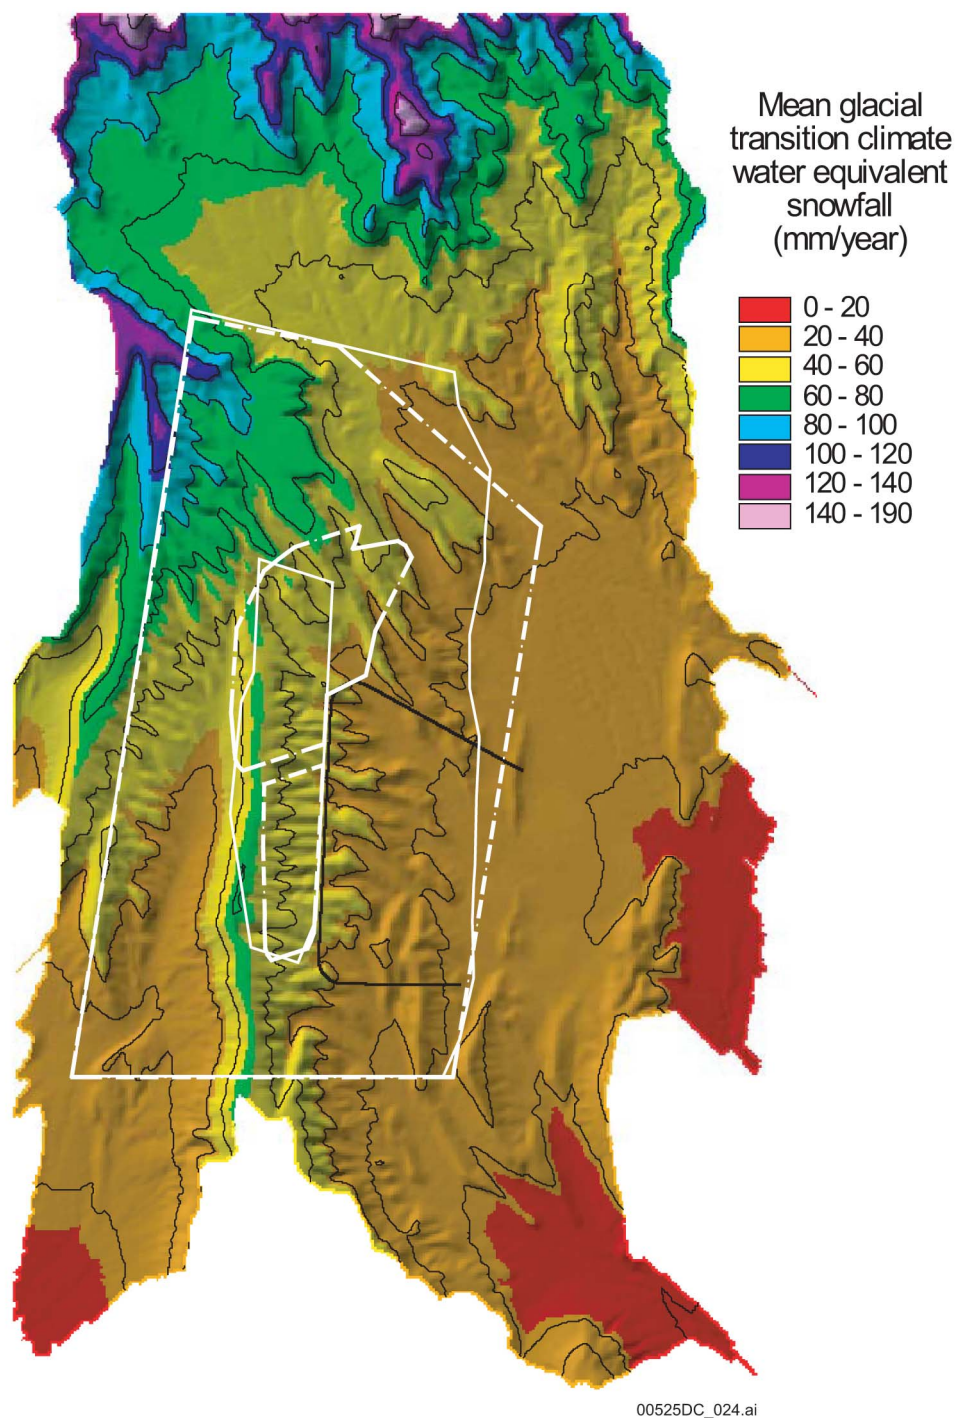 Mean glacial
transition climate
water equivalent
snowfall
(mm/year)
0 - 20
20 - 40
40 - 60
60 - 80
80 - 100
100 - 120
120 - 140
140 - 190
00525DC_024.ai